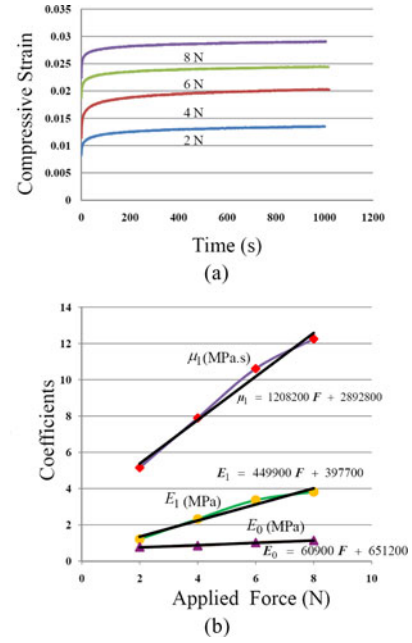 0.035
0.03
0.025
0.02
0.015
0.01
0.005
0
Compressive Strain
8 N
6 N
4 N
2 N
0 200 400 600 800 1000 1200
Time (s)
(a)
14
12
10
8
6
4
2
0
Coefficients
μ₁(MPa.s)
μ₁ = 1208200 F + 2892800
E₁ = 449900 F + 397700
E₁ (MPa)
E₀ (MPa)
E₀ = 60900 F + 651200
0 2 4 6 8 10
Applied Force (N)
(b)